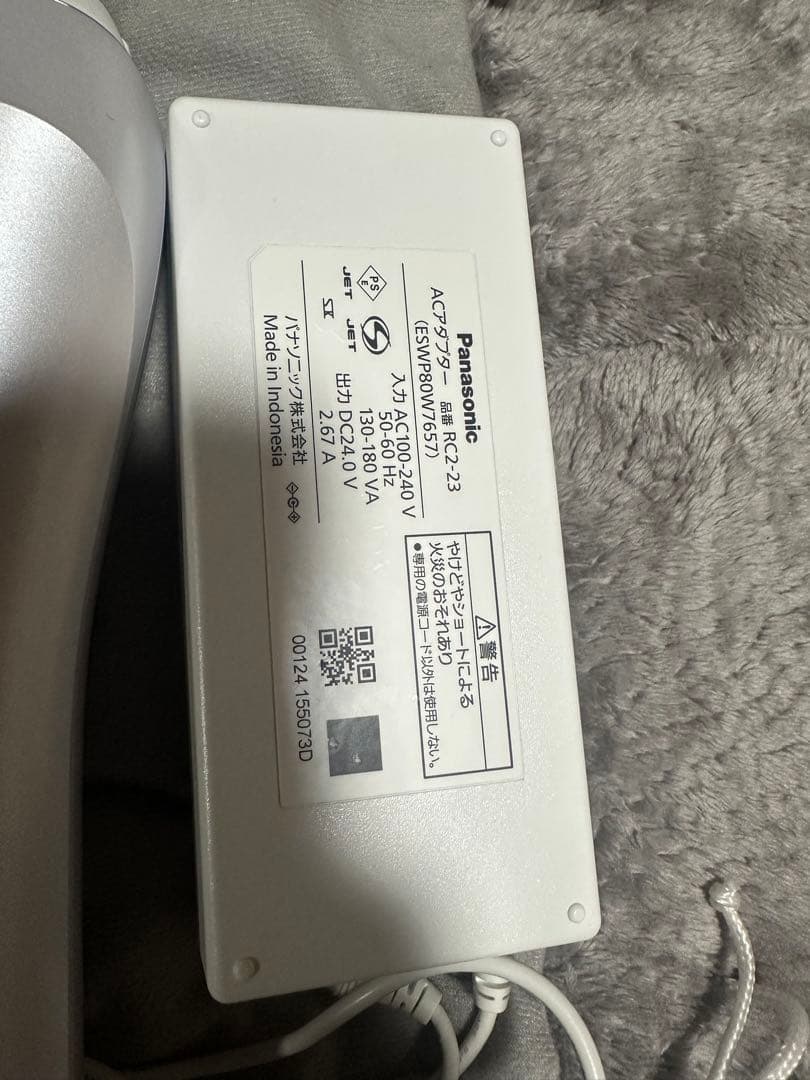 Panasonic
ACアダプター 品番 RC2-23
(ESWP80W7657)
入力 AC100-240 V
50-60 Hz
130-180 VA
出力 DC24.0 V
2.67 A
PS
E
JET
JET
パナソニック株式会社
Made in Indonesia
警告
やけどやショートによる
火災のおそれあり
●専用の電源コード以外は使用しない。
00124 155073D